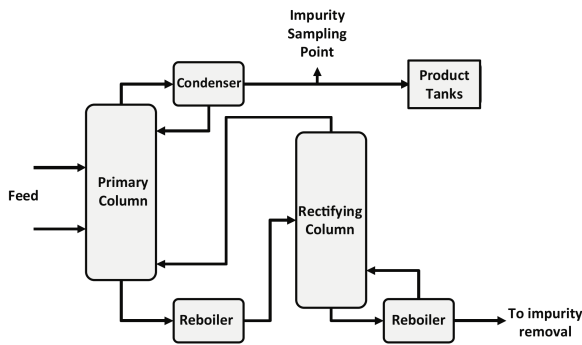 Impurity
Sampling
Point
Condenser
Product
Tanks
Primary
Column
Feed
Rectifying
Column
Reboiler
Reboiler
To impurity
removal